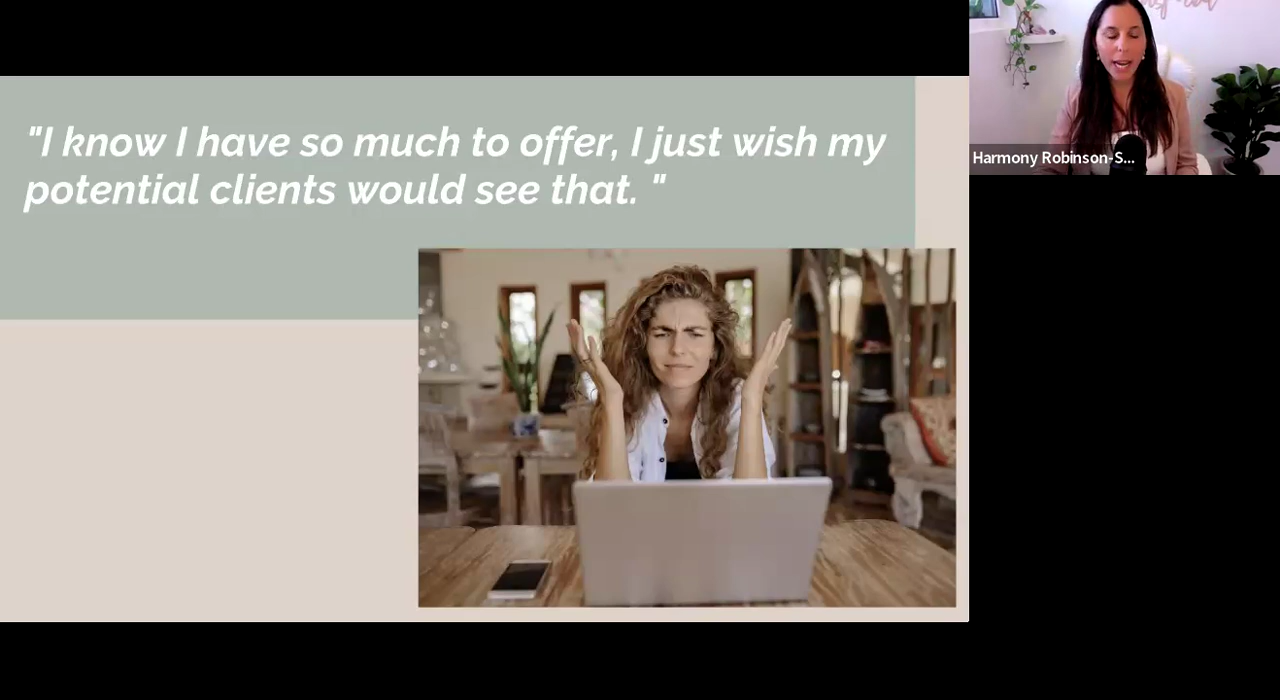 "I know I have so much to offer, I just wish my
potential clients would see that. "
Harmony Robinson-S...